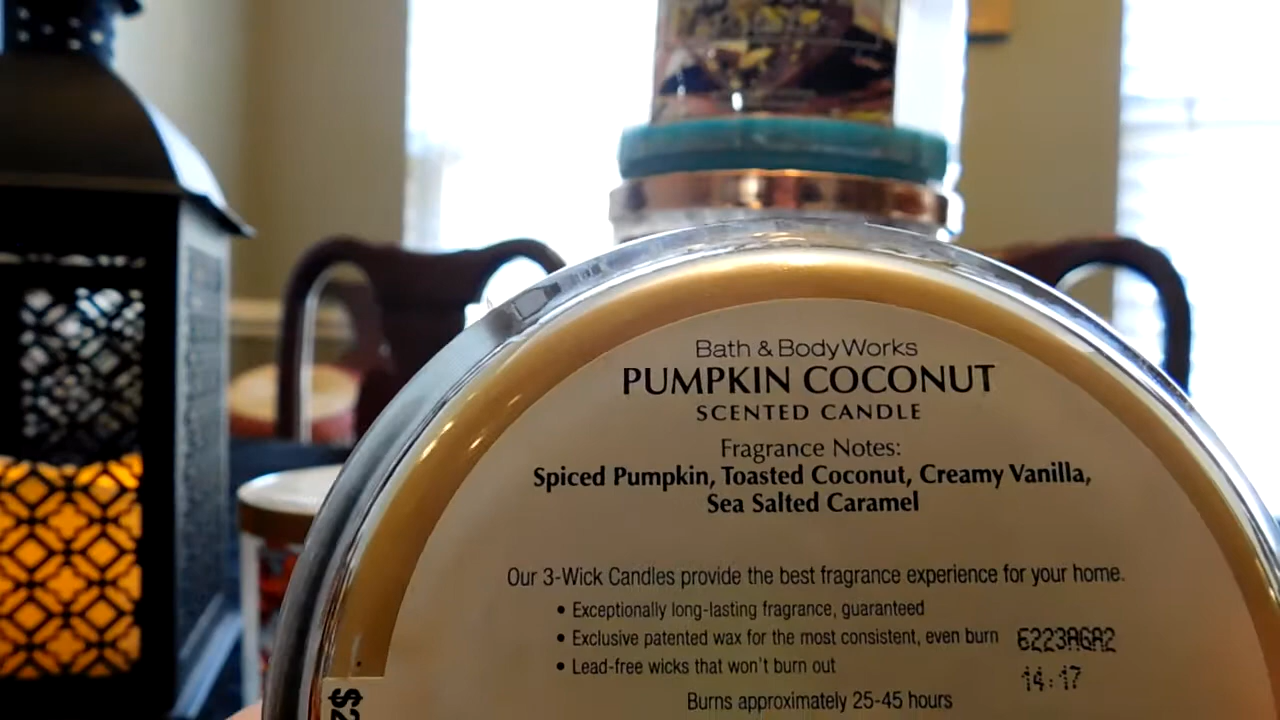 Bath & Body Works
PUMPKIN COCONUT
SCENTED CANDLE
Fragrance Notes:
Spiced Pumpkin, Toasted Coconut, Creamy Vanilla,
Sea Salted Caramel
Our 3-Wick Candles provide the best fragrance experience for your home.
• Exceptionally long-lasting fragrance, guaranteed
• Exclusive patented wax for the most consistent, even burn
6223AGA2
• Lead-free wicks that won't burn out
14:17
Burns approximately 25-45 hours
$2